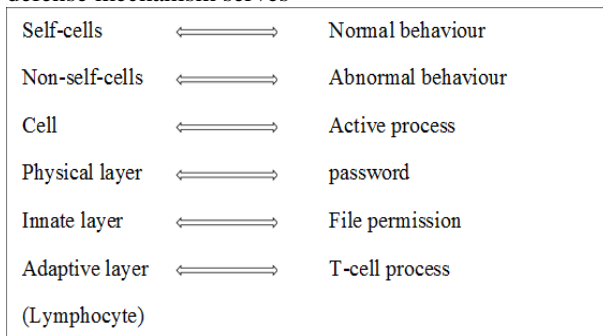 defense mechanism serves
Self-cells ⟺ Normal behaviour
Non-self-cells ⟺ Abnormal behaviour
Cell ⟺ Active process
Physical layer ⟺ password
Innate layer ⟺ File permission
Adaptive layer ⟺ T-cell process
(Lymphocyte)